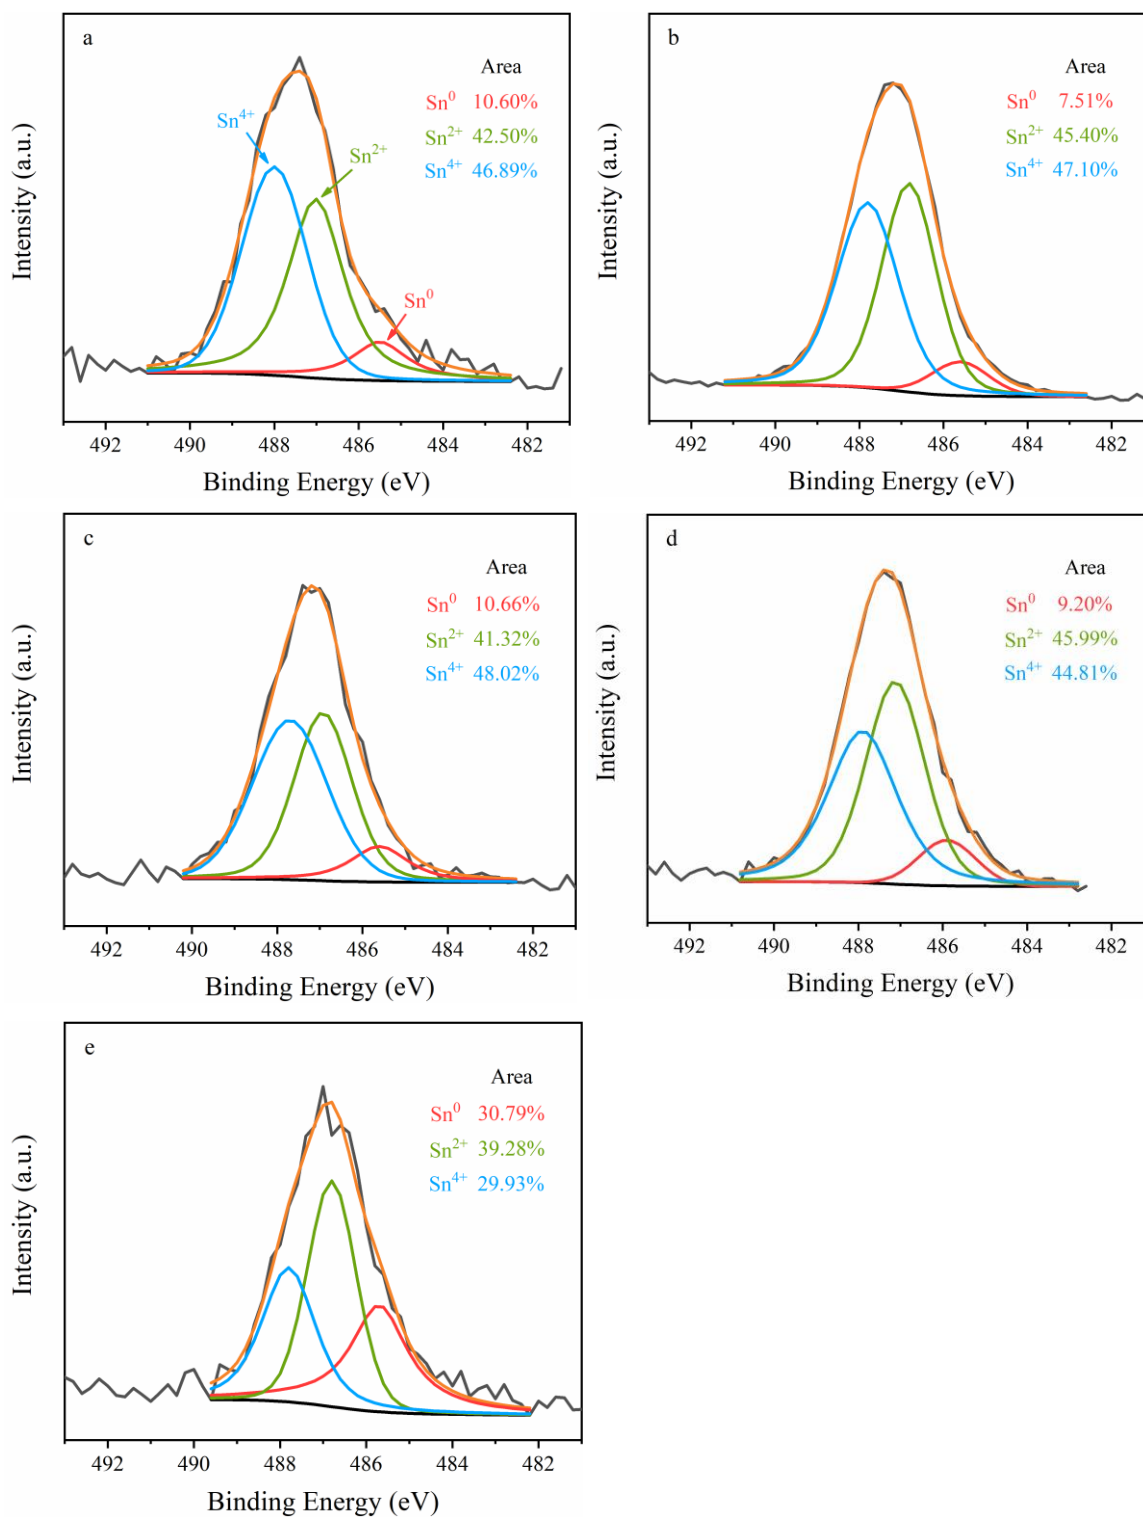 a
Area
Sn⁰ 10.60%
Sn²⁺ 42.50%
Sn⁴⁺ 46.89%
Sn⁴⁺
Sn²⁺
Sn⁰
Intensity (a.u.)
492 490 488 486 484 482
Binding Energy (eV)
b
Area
Sn⁰ 7.51%
Sn²⁺ 45.40%
Sn⁴⁺ 47.10%
Intensity (a.u.)
492 490 488 486 484 482
Binding Energy (eV)
c
Area
Sn⁰ 10.66%
Sn²⁺ 41.32%
Sn⁴⁺ 48.02%
Intensity (a.u.)
492 490 488 486 484 482
Binding Energy (eV)
d
Area
Sn⁰ 9.20%
Sn²⁺ 45.99%
Sn⁴⁺ 44.81%
Intensity (a.u.)
492 490 488 486 484 482
Binding Energy (eV)
e
Area
Sn⁰ 30.79%
Sn²⁺ 39.28%
Sn⁴⁺ 29.93%
Intensity (a.u.)
492 490 488 486 484 482
Binding Energy (eV)